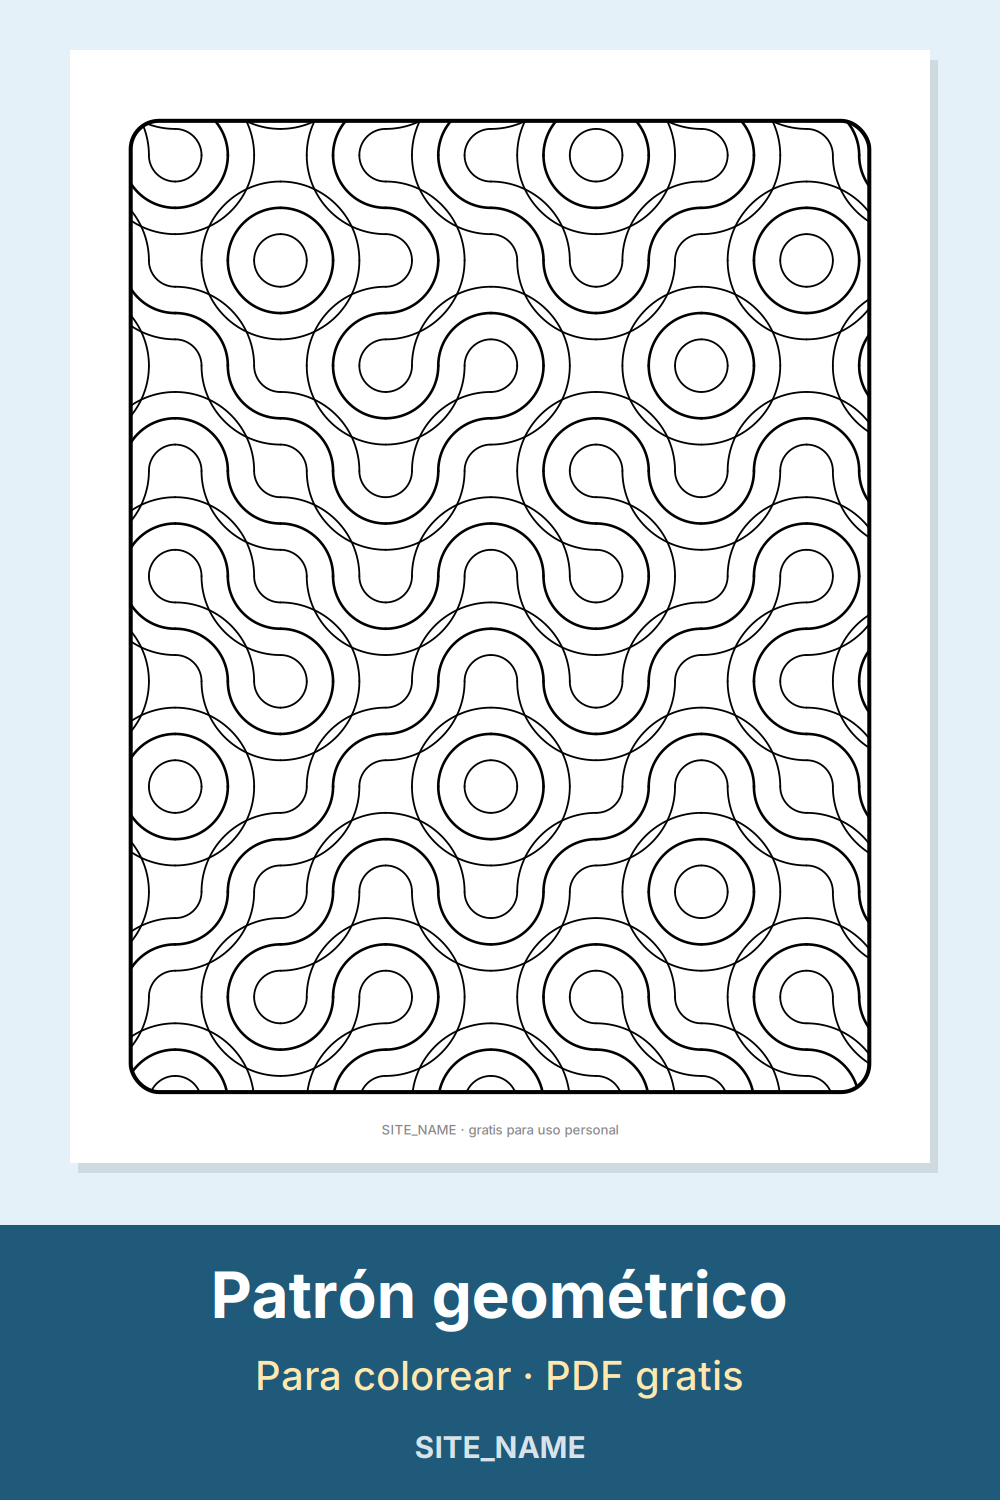 SITE_NAME · gratis para uso personal
Patrón geométrico
Para colorear · PDF gratis
SITE_NAME